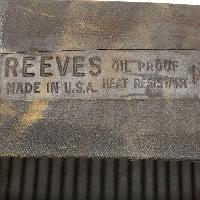 REEVES OIL PROOF
MADE IN U.S.A. HEAT RESISTANT